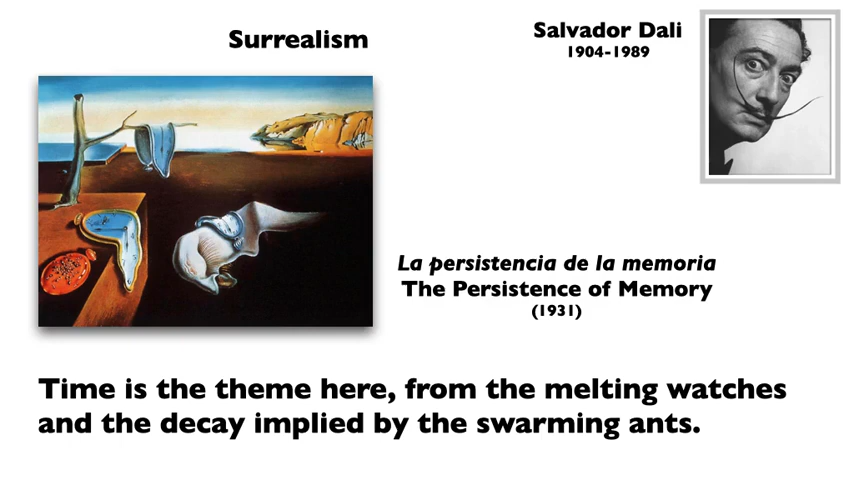 Surrealism
Salvador Dali
1904-1989
La persistencia de la memoria
The Persistence of Memory
(1931)
Time is the theme here, from the melting watches
and the decay implied by the swarming ants.